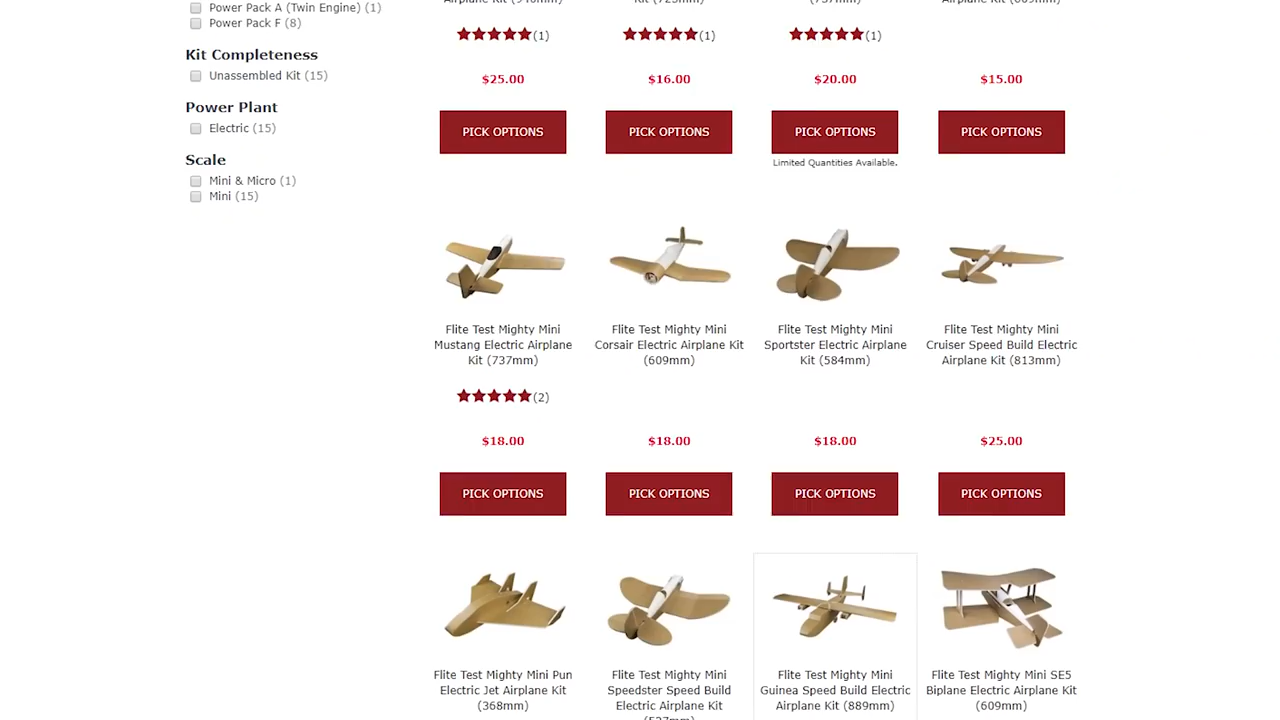 Power Pack A (Twin Engine) (1)
Power Pack F (8)
Kit Completeness
Unassembled Kit (15)
Power Plant
Electric (15)
Scale
Mini & Micro (1)
Mini (15)
(1)
(1)
(1)
$25.00
$16.00
$20.00
$15.00
PICK OPTIONS
PICK OPTIONS
PICK OPTIONS
PICK OPTIONS
Limited Quantities Available.
Flite Test Mighty Mini
Mustang Electric Airplane
Kit (737mm)
Flite Test Mighty Mini
Corsair Electric Airplane Kit
(609mm)
Flite Test Mighty Mini
Sportster Electric Airplane
Kit (584mm)
Flite Test Mighty Mini
Cruiser Speed Build Electric
Airplane Kit (813mm)
(2)
$18.00
$18.00
$18.00
$25.00
PICK OPTIONS
PICK OPTIONS
PICK OPTIONS
PICK OPTIONS
Flite Test Mighty Mini Pun
Electric Jet Airplane Kit
(368mm)
Flite Test Mighty Mini
Speedster Speed Build
Electric Airplane Kit
Flite Test Mighty Mini
Guinea Speed Build Electric
Airplane Kit (889mm)
Flite Test Mighty Mini SE5
Biplane Electric Airplane Kit
(609mm)